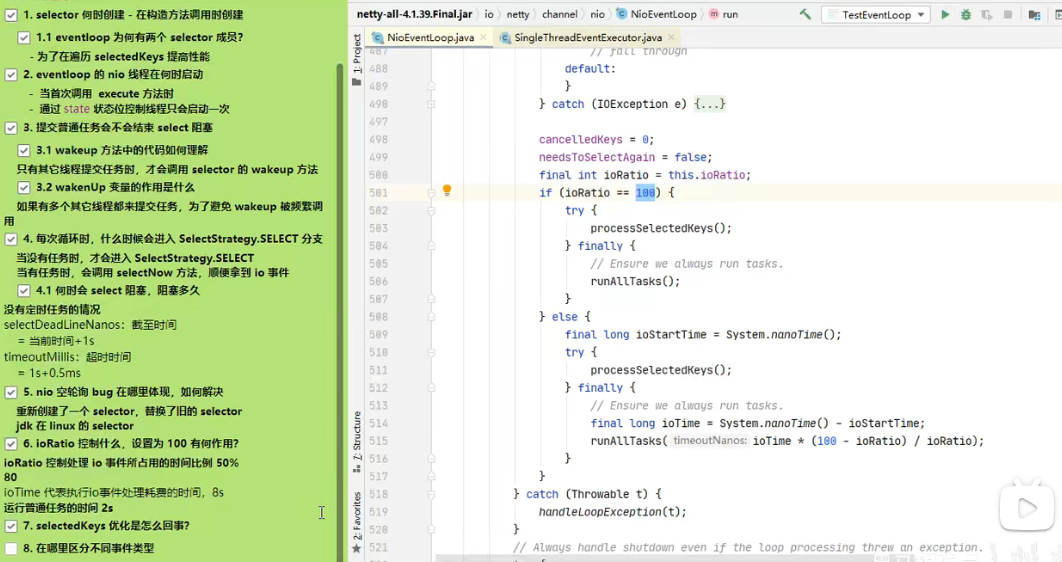 1. selector 何时创建 - 在构造方法调用时创建
1.1 eventloop 为何有两个 selector 成员?
- 为了在遍历 selectedKeys 提高性能
2. eventloop 的 nio 线程在何时启动
- 当首次调用 execute 方法时
- 通过 state 状态位控制线程只会启动一次
3. 提交普通任务会不会结束 select 阻塞
3.1 wakeup 方法中的代码如何理解
只有其它线程提交任务时，才会调用 selector 的 wakeup 方法
3.2 wakenUp 变量的作用是什么
如果有多个其它线程都来提交任务，为了避免 wakeup 被频繁调
用
4. 每次循环时，什么时候会进入 SelectStrategy.SELECT 分支
当没有任务时，才会进入 SelectStrategy.SELECT
当有任务时，会调用 selectNow 方法，顺便拿到 io 事件
4.1 何时会 select 阻塞，阻塞多久
没有定时任务的情况
selectDeadLineNanos：截至时间
= 当前时间+1s
timeoutMillis：超时时间
= 1s+0.5ms
5. nio 空轮询 bug 在哪里体现，如何解决
重新创建了一个 selector，替换了旧的 selector
jdk 在 linux 的 selector
6. ioRatio 控制什么，设置为 100 有何作用?
ioRatio 控制处理 io 事件所占用的时间比例 50%
80
ioTime 代表执行io事件处理耗费的时间，8s
运行普通任务的时间 2s
7. selectedKeys 优化是怎么回事?
8. 在哪里区分不同事件类型
netty-all-4.1.39.Final.jar › io › netty › channel › nio › NioEventLoop › run
TestEventLoop
NioEventLoop.java
SingleThreadEventExecutor.java
1: Project
7: Structure
2: Favorites
487 // fall through
488 default:
489 }
490 } catch (IOException e) {...}
497
498 cancelledKeys = 0;
499 needsToSelectAgain = false;
500 final int ioRatio = this.ioRatio;
501 if (ioRatio == 100) {
502 try {
503 processSelectedKeys();
504 } finally {
505 // Ensure we always run tasks.
506 runAllTasks();
507 }
508 } else {
509 final long ioStartTime = System.nanoTime();
510 try {
511 processSelectedKeys();
512 } finally {
513 // Ensure we always run tasks.
514 final long ioTime = System.nanoTime() - ioStartTime;
515 runAllTasks( timeoutNanos: ioTime * (100 - ioRatio) / ioRatio);
516 }
517 }
518 } catch (Throwable t) {
519 handleLoopException(t);
520 }
521 // Always handle shutdown even if the loop processing threw an exception.